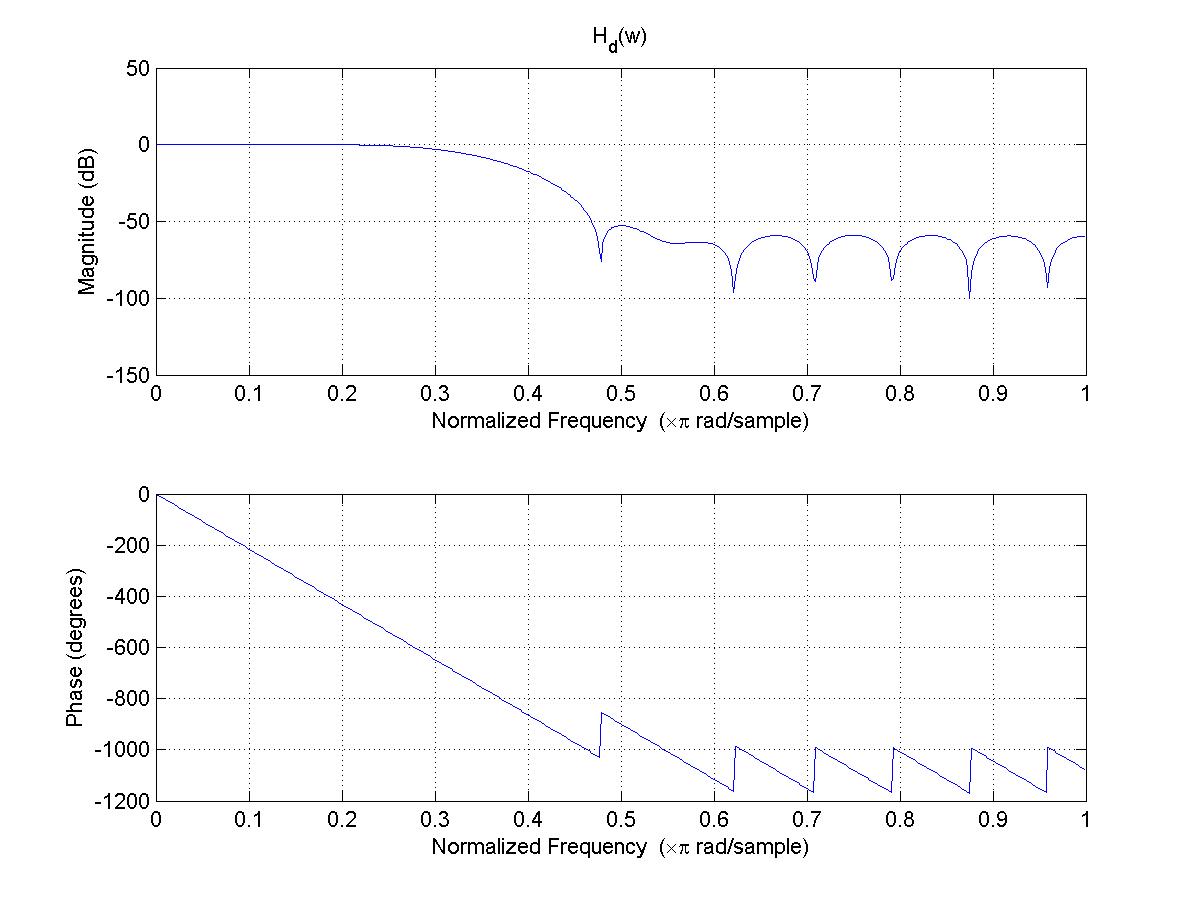 H_d(w)
50
0
-50
-100
-150
Magnitude (dB)
0 0.1 0.2 0.3 0.4 0.5 0.6 0.7 0.8 0.9 1
Normalized Frequency (×π rad/sample)
0
-200
-400
-600
-800
-1000
-1200
Phase (degrees)
0 0.1 0.2 0.3 0.4 0.5 0.6 0.7 0.8 0.9 1
Normalized Frequency (×π rad/sample)